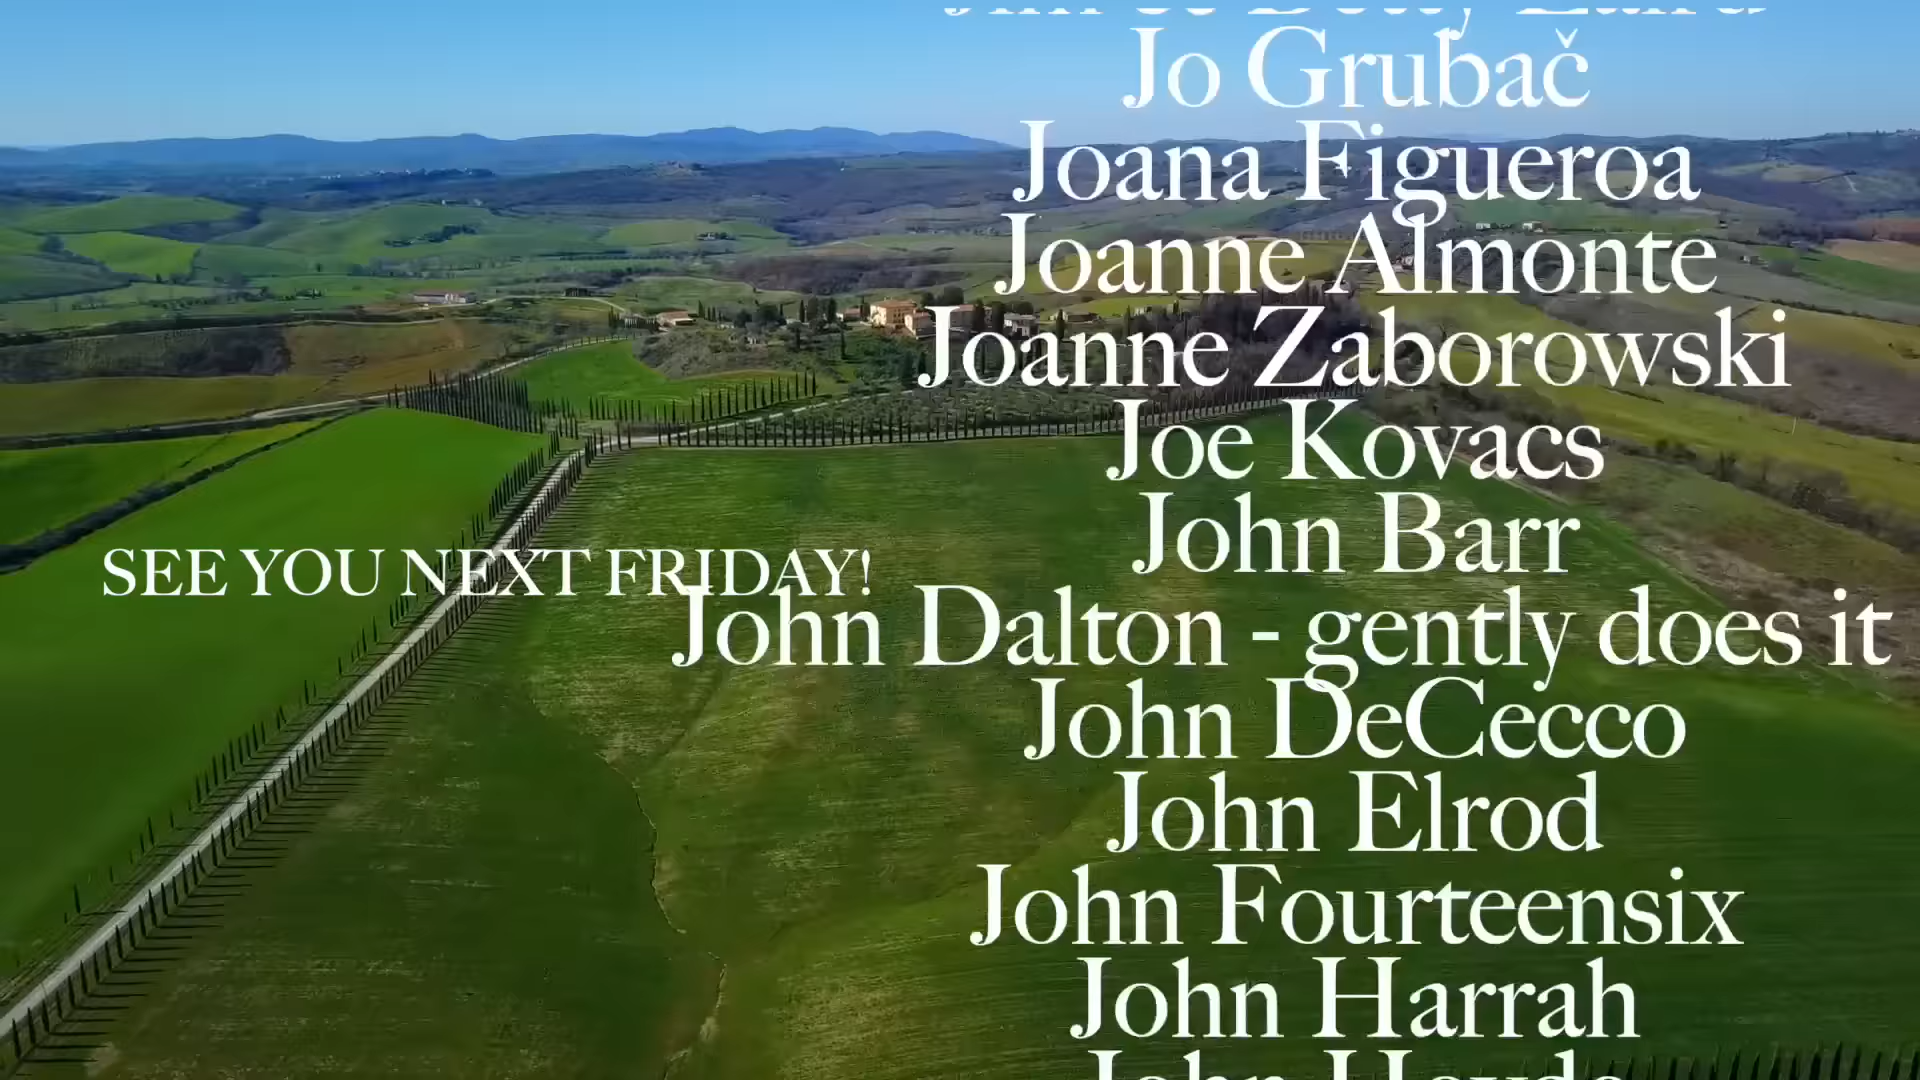 Jo Grubač
Joana Figueroa
Joanne Almonte
Joanne Zaborowski
Joe Kovacs
John Barr
SEE YOU NEXT FRIDAY!
John Dalton - gently does it
John DeCecco
John Elrod
John Fourteensix
John Harrah